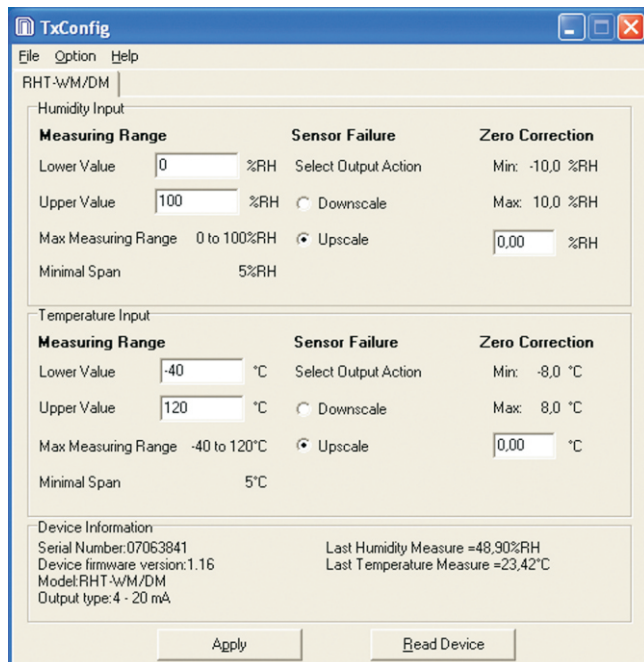 TxConfig
File Option Help
RHT-WM/DM
Humidity Input
Measuring Range Sensor Failure Zero Correction
Lower Value 0 %RH Select Output Action Min: -10,0 %RH
Upper Value 100 %RH Downscale Max: 10,0 %RH
Max Measuring Range 0 to 100%RH Upscale 0,00 %RH
Minimal Span 5%RH
Temperature Input
Measuring Range Sensor Failure Zero Correction
Lower Value -40 °C Select Output Action Min: -8,0 °C
Upper Value 120 °C Downscale Max: 8,0 °C
Max Measuring Range -40 to 120°C Upscale 0,00 °C
Minimal Span 5°C
Device Information
Serial Number:07063841 Last Humidity Measure =48,90%RH
Device firmware version:1.16 Last Temperature Measure =23,42°C
Model:RHT-WM/DM
Output type:4 - 20 mA
Apply Read Device